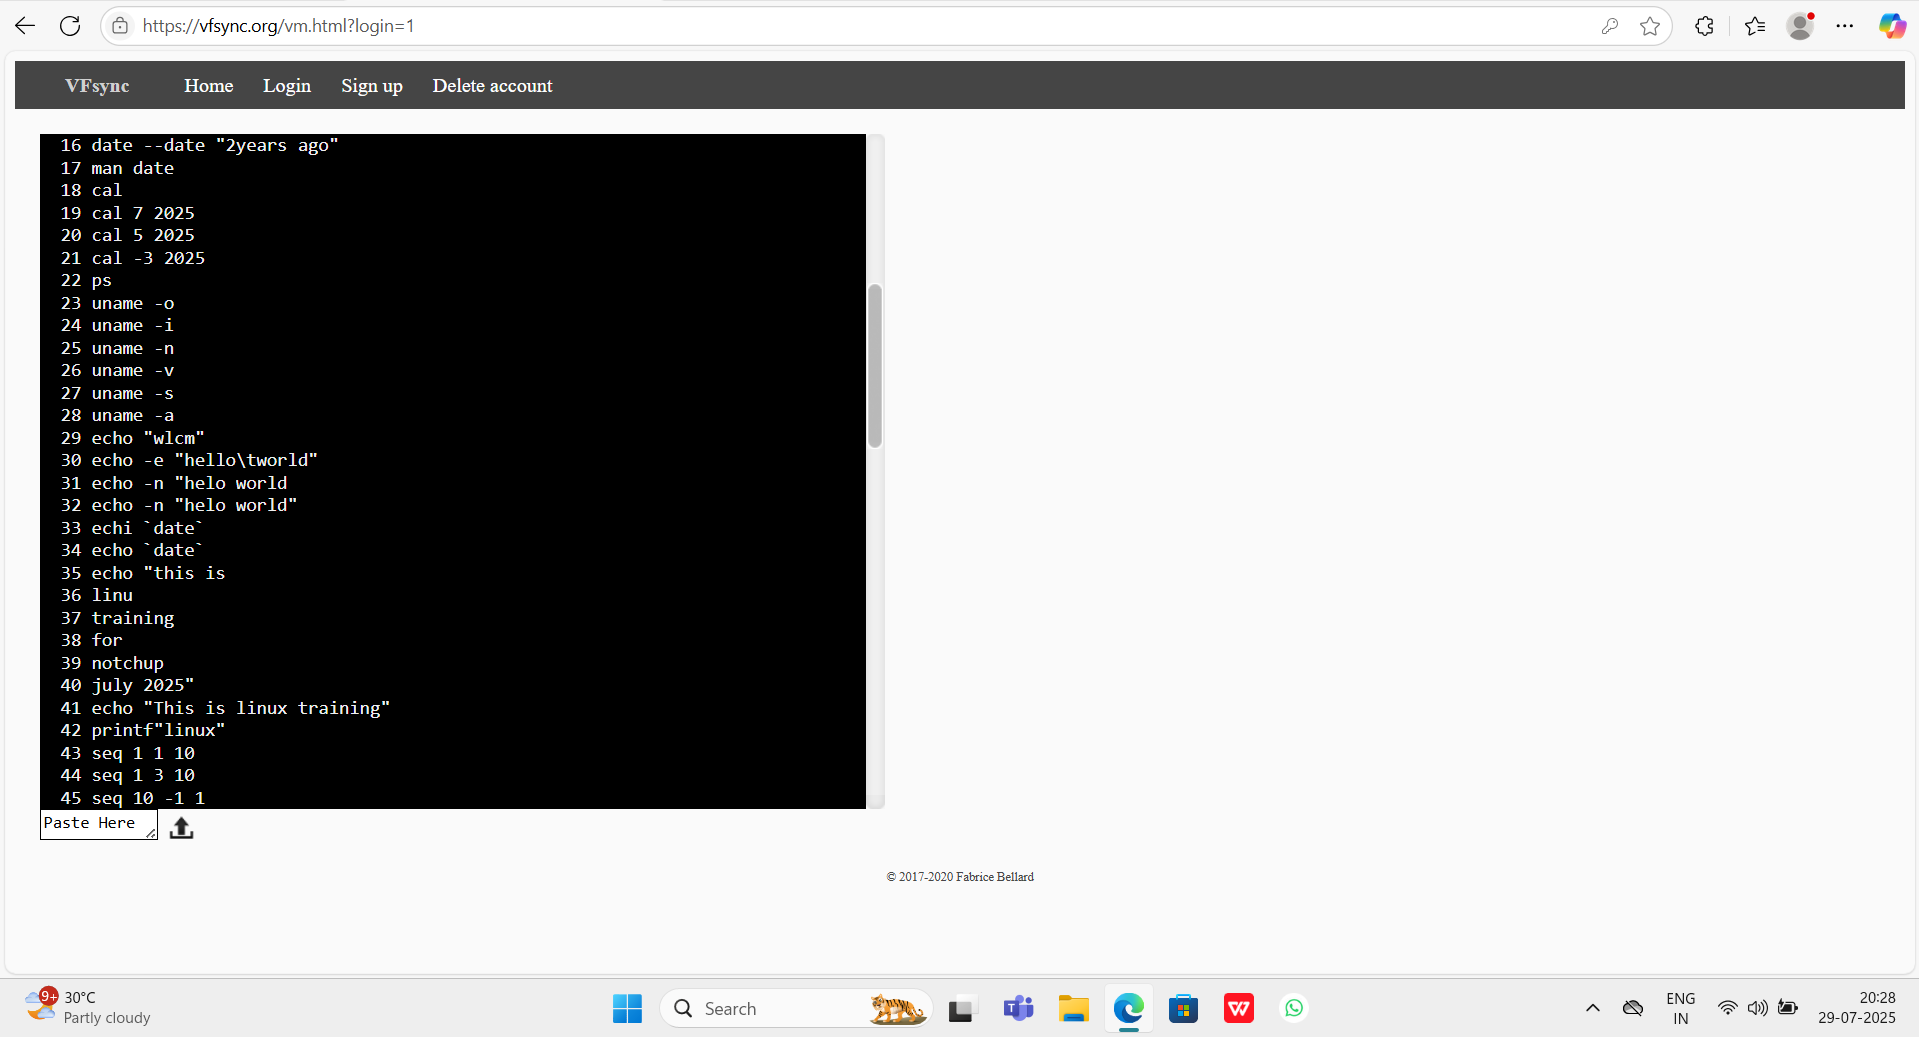 https://vfsync.org/vm.html?login=1
VFsync Home Login Sign up Delete account
16 date --date "2years ago"
17 man date
18 cal
19 cal 7 2025
20 cal 5 2025
21 cal -3 2025
22 ps
23 uname -o
24 uname -i
25 uname -n
26 uname -v
27 uname -s
28 uname -a
29 echo "wlcm"
30 echo -e "hello\tworld"
31 echo -n "helo world
32 echo -n "helo world"
33 echi `date`
34 echo `date`
35 echo "this is
36 linu
37 training
38 for
39 notchup
40 july 2025"
41 echo "This is linux training"
42 printf"linux"
43 seq 1 1 10
44 seq 1 3 10
45 seq 10 -1 1
Paste Here
© 2017-2020 Fabrice Bellard
9+
30°C
Partly cloudy
Search
ENG
IN
20:28
29-07-2025